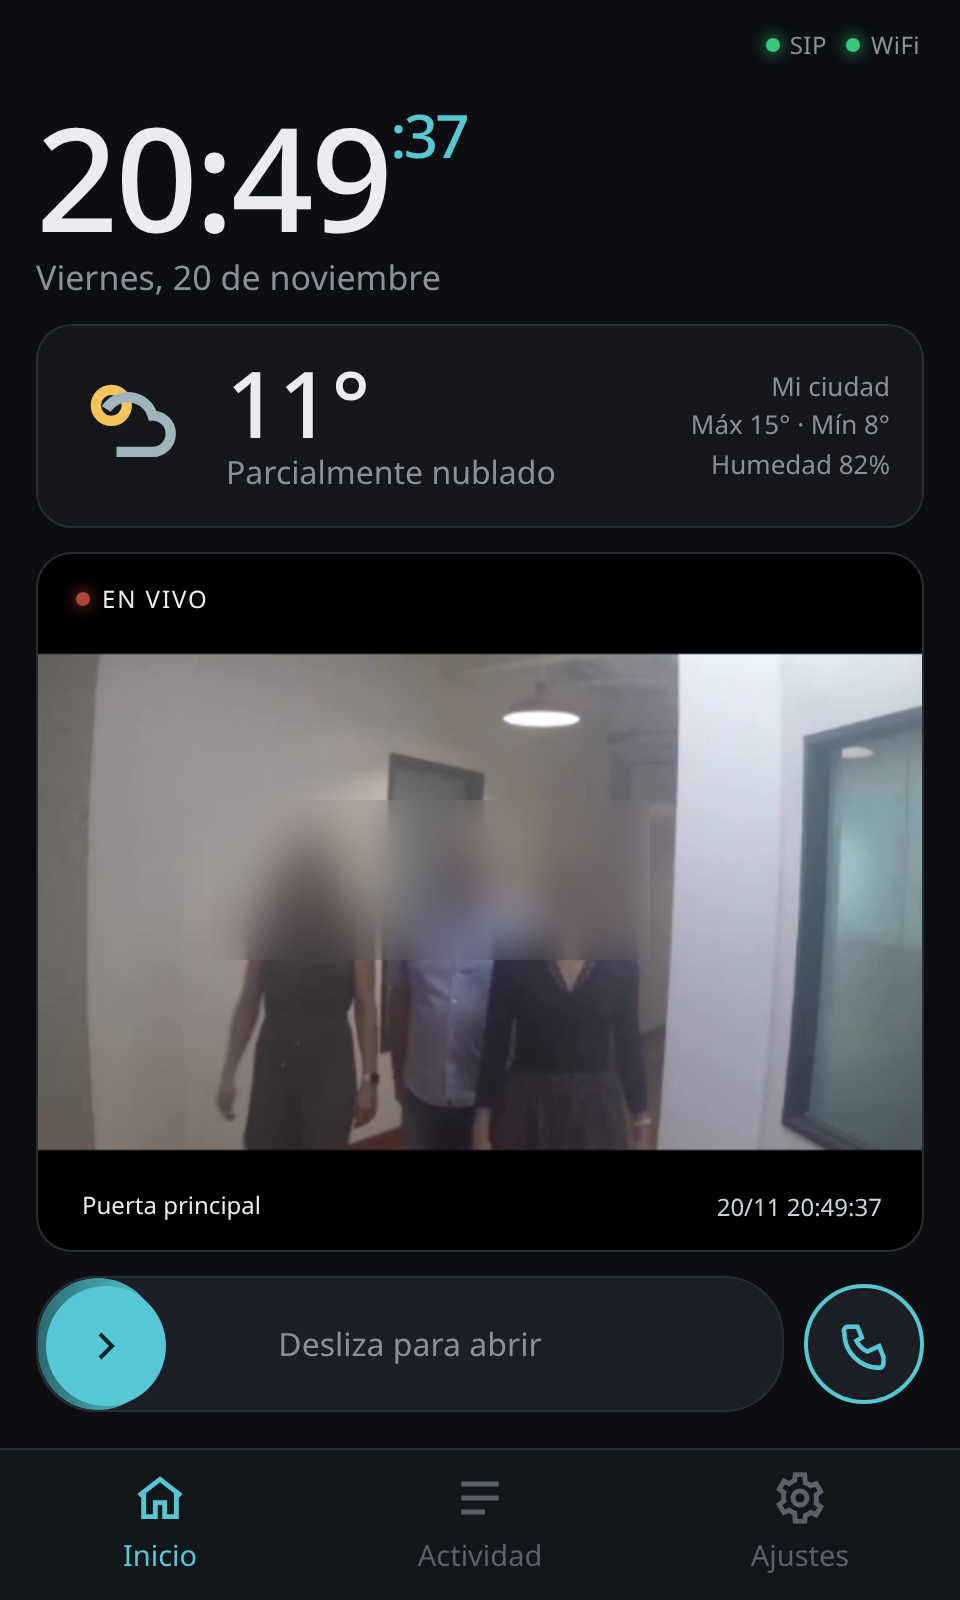 SIP WiFi
20:49:37
Viernes, 20 de noviembre
11°
Parcialmente nublado
Mi ciudad
Máx 15° · Mín 8°
Humedad 82%
EN VIVO
Puerta principal
20/11 20:49:37
Desliza para abrir
Inicio
Actividad
Ajustes